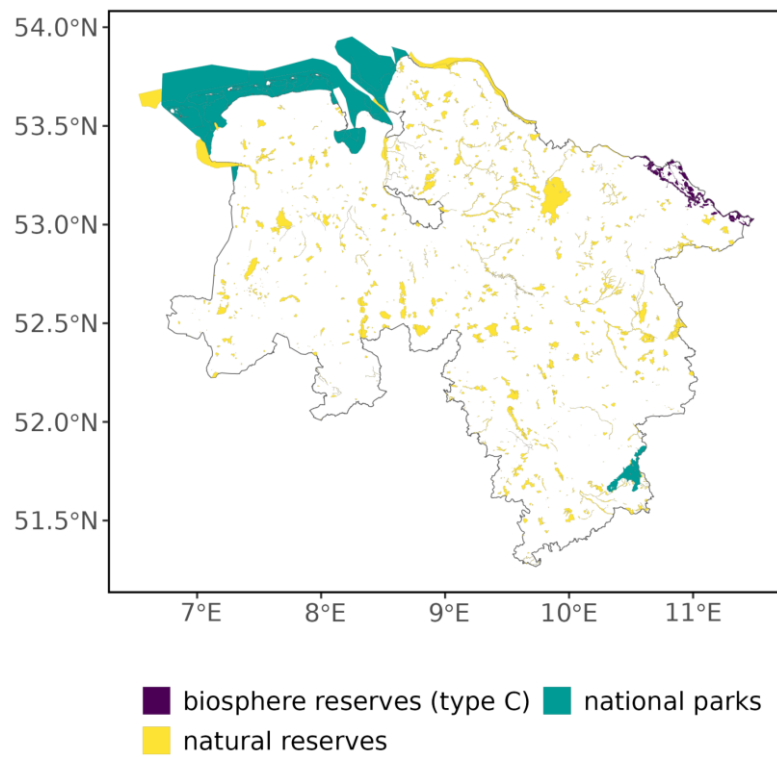 54.0°N
53.5°N
53.0°N
52.5°N
52.0°N
51.5°N
7°E 8°E 9°E 10°E 11°E
biosphere reserves (type C) national parks
natural reserves